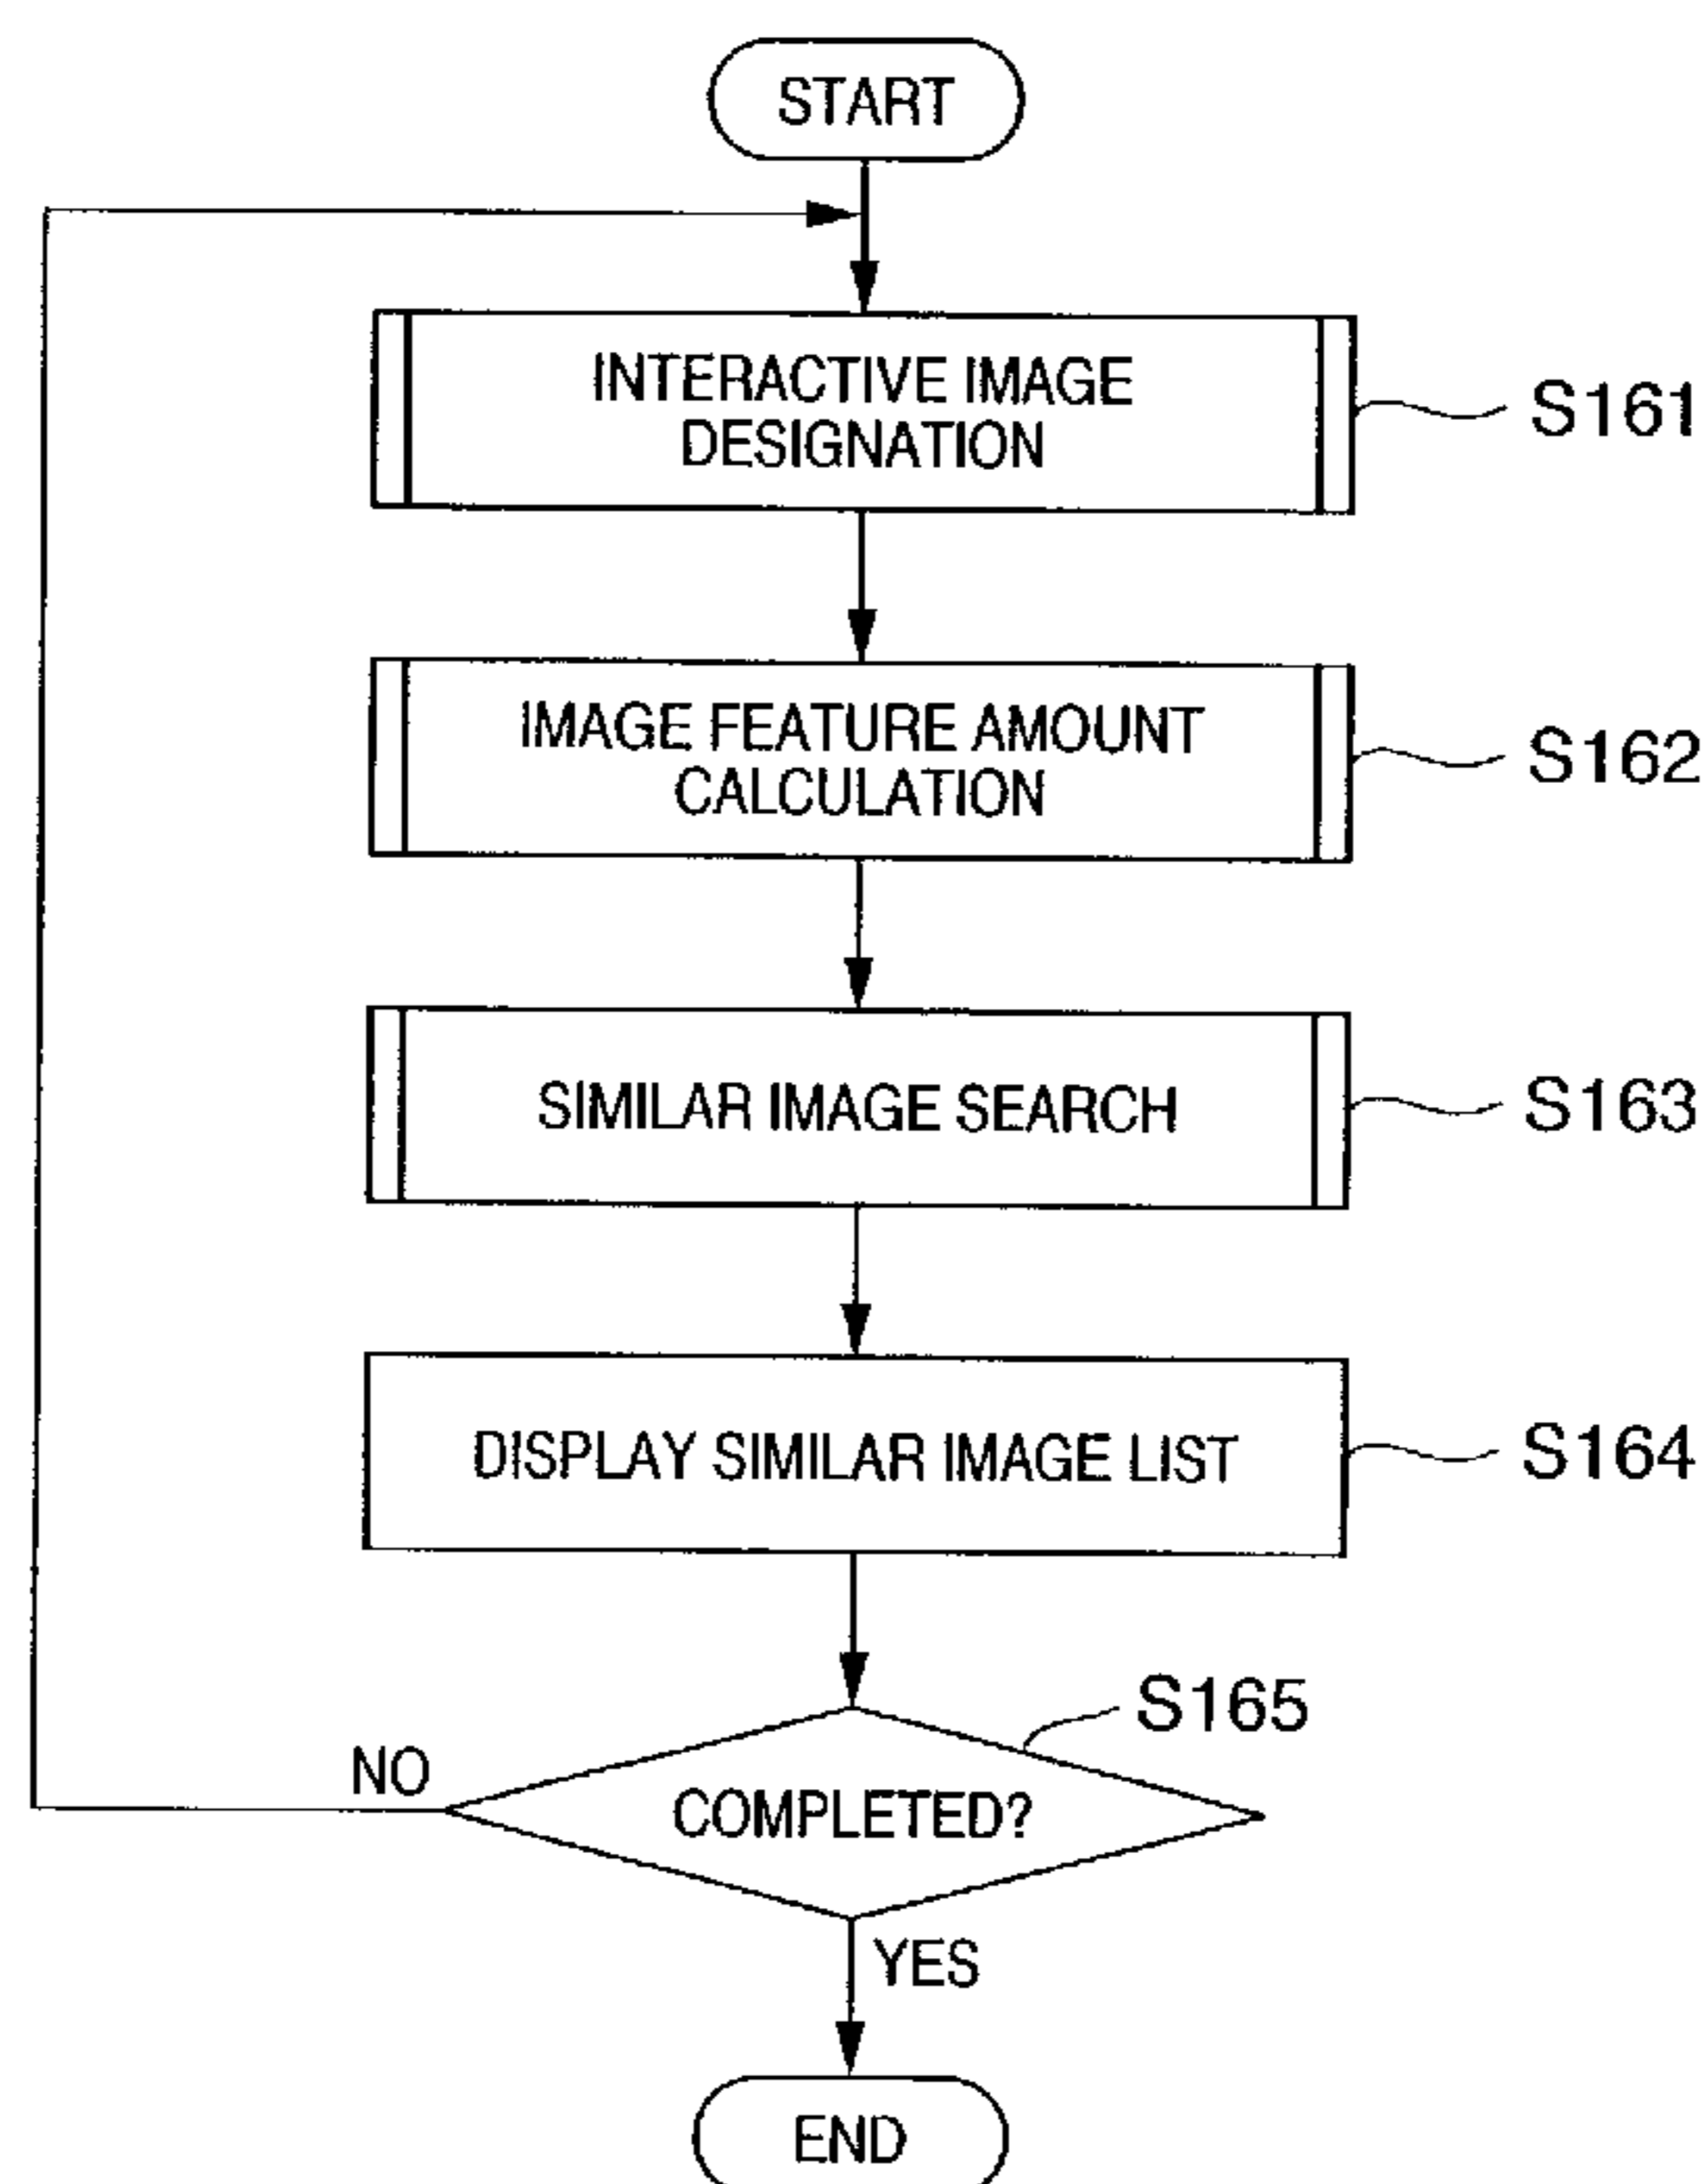 START
INTERACTIVE IMAGE
DESIGNATION
S161
IMAGE FEATURE AMOUNT
CALCULATION
S162
SIMILAR IMAGE SEARCH
S163
DISPLAY SIMILAR IMAGE LIST
S164
S165
NO
COMPLETED?
YES
END